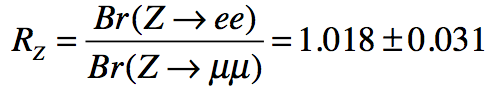 R_Z = Br(Z → ee) / Br(Z → μμ) = 1.018 ± 0.031